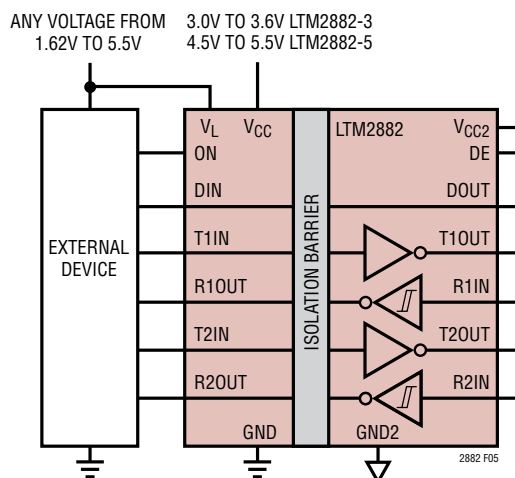 ANY VOLTAGE FROM
1.62V TO 5.5V
3.0V TO 3.6V LTM2882-3
4.5V TO 5.5V LTM2882-5
VL
VCC
LTM2882
VCC2
ON
DE
DIN
DOUT
T1IN
T1OUT
EXTERNAL
DEVICE
ISOLATION BARRIER
R1OUT
R1IN
T2IN
T2OUT
R2OUT
R2IN
GND
GND2
2882 F05